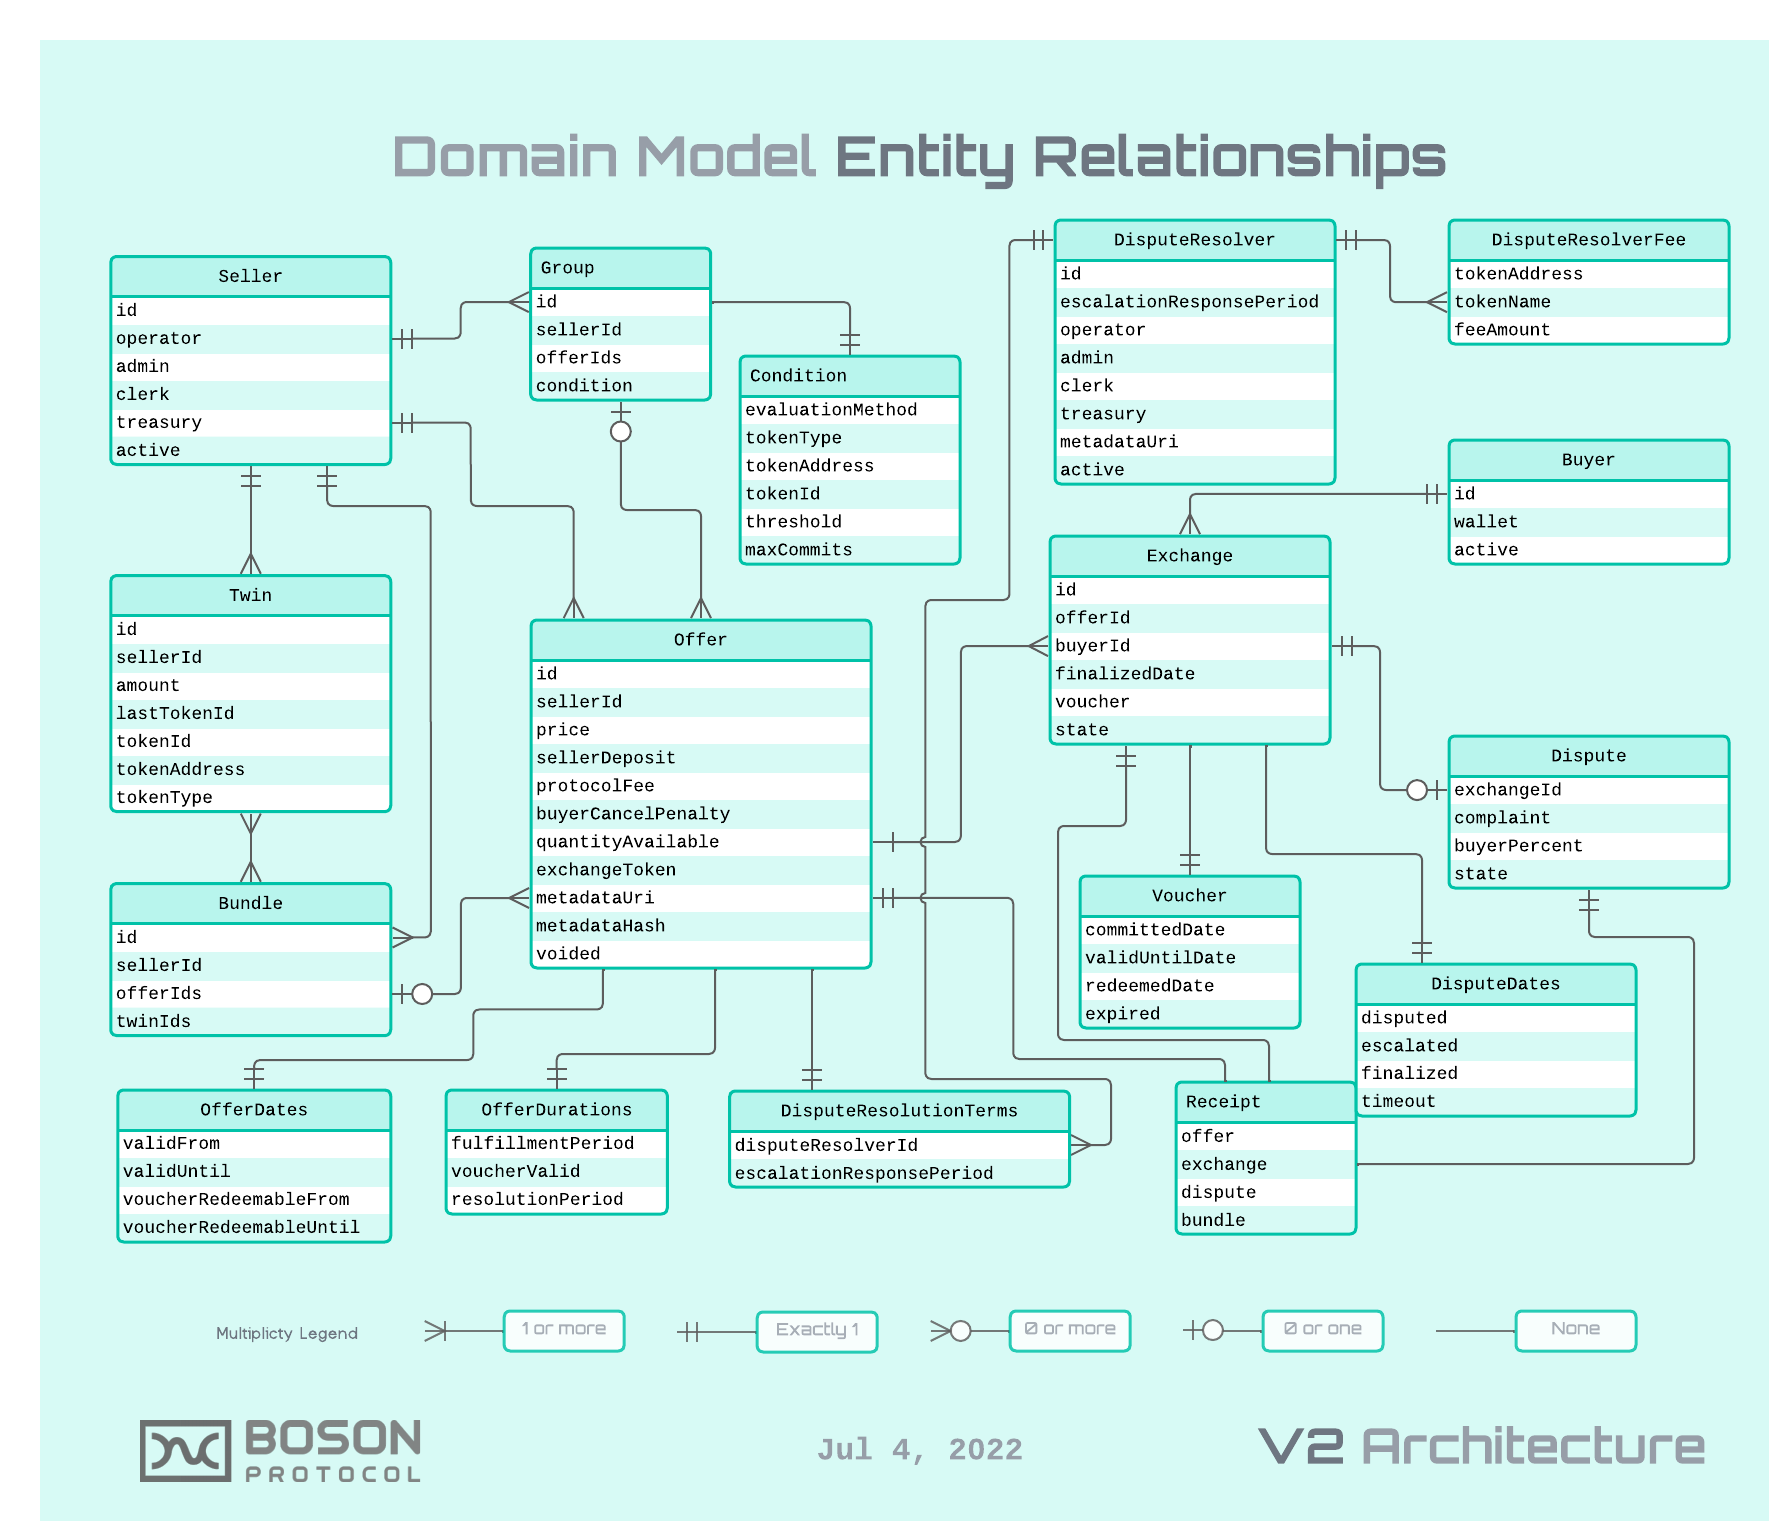 Domain Model Entity Relationships
Seller
id
operator
admin
clerk
treasury
active
Group
id
sellerId
offerIds
condition
Condition
evaluationMethod
tokenType
tokenAddress
tokenId
threshold
maxCommits
DisputeResolver
id
escalationResponsePeriod
operator
admin
clerk
treasury
metadataUri
active
DisputeResolverFee
tokenAddress
tokenName
feeAmount
Buyer
id
wallet
active
Twin
id
sellerId
amount
lastTokenId
tokenId
tokenAddress
tokenType
Offer
id
sellerId
price
sellerDeposit
protocolFee
buyerCancelPenalty
quantityAvailable
exchangeToken
metadataUri
metadataHash
voided
Exchange
id
offerId
buyerId
finalizedDate
voucher
state
Dispute
exchangeId
complaint
buyerPercent
state
Bundle
id
sellerId
offerIds
twinIds
Voucher
committedDate
validUntilDate
redeemedDate
expired
DisputeDates
disputed
escalated
finalized
timeout
OfferDates
validFrom
validUntil
voucherRedeemableFrom
voucherRedeemableUntil
OfferDurations
fulfillmentPeriod
voucherValid
resolutionPeriod
DisputeResolutionTerms
disputeResolverId
escalationResponsePeriod
Receipt
offer
exchange
dispute
bundle
Multiplicty Legend
1 or more
Exactly 1
0 or more
0 or one
None
BOSON
PROTOCOL
Jul 4, 2022
V2 Architecture